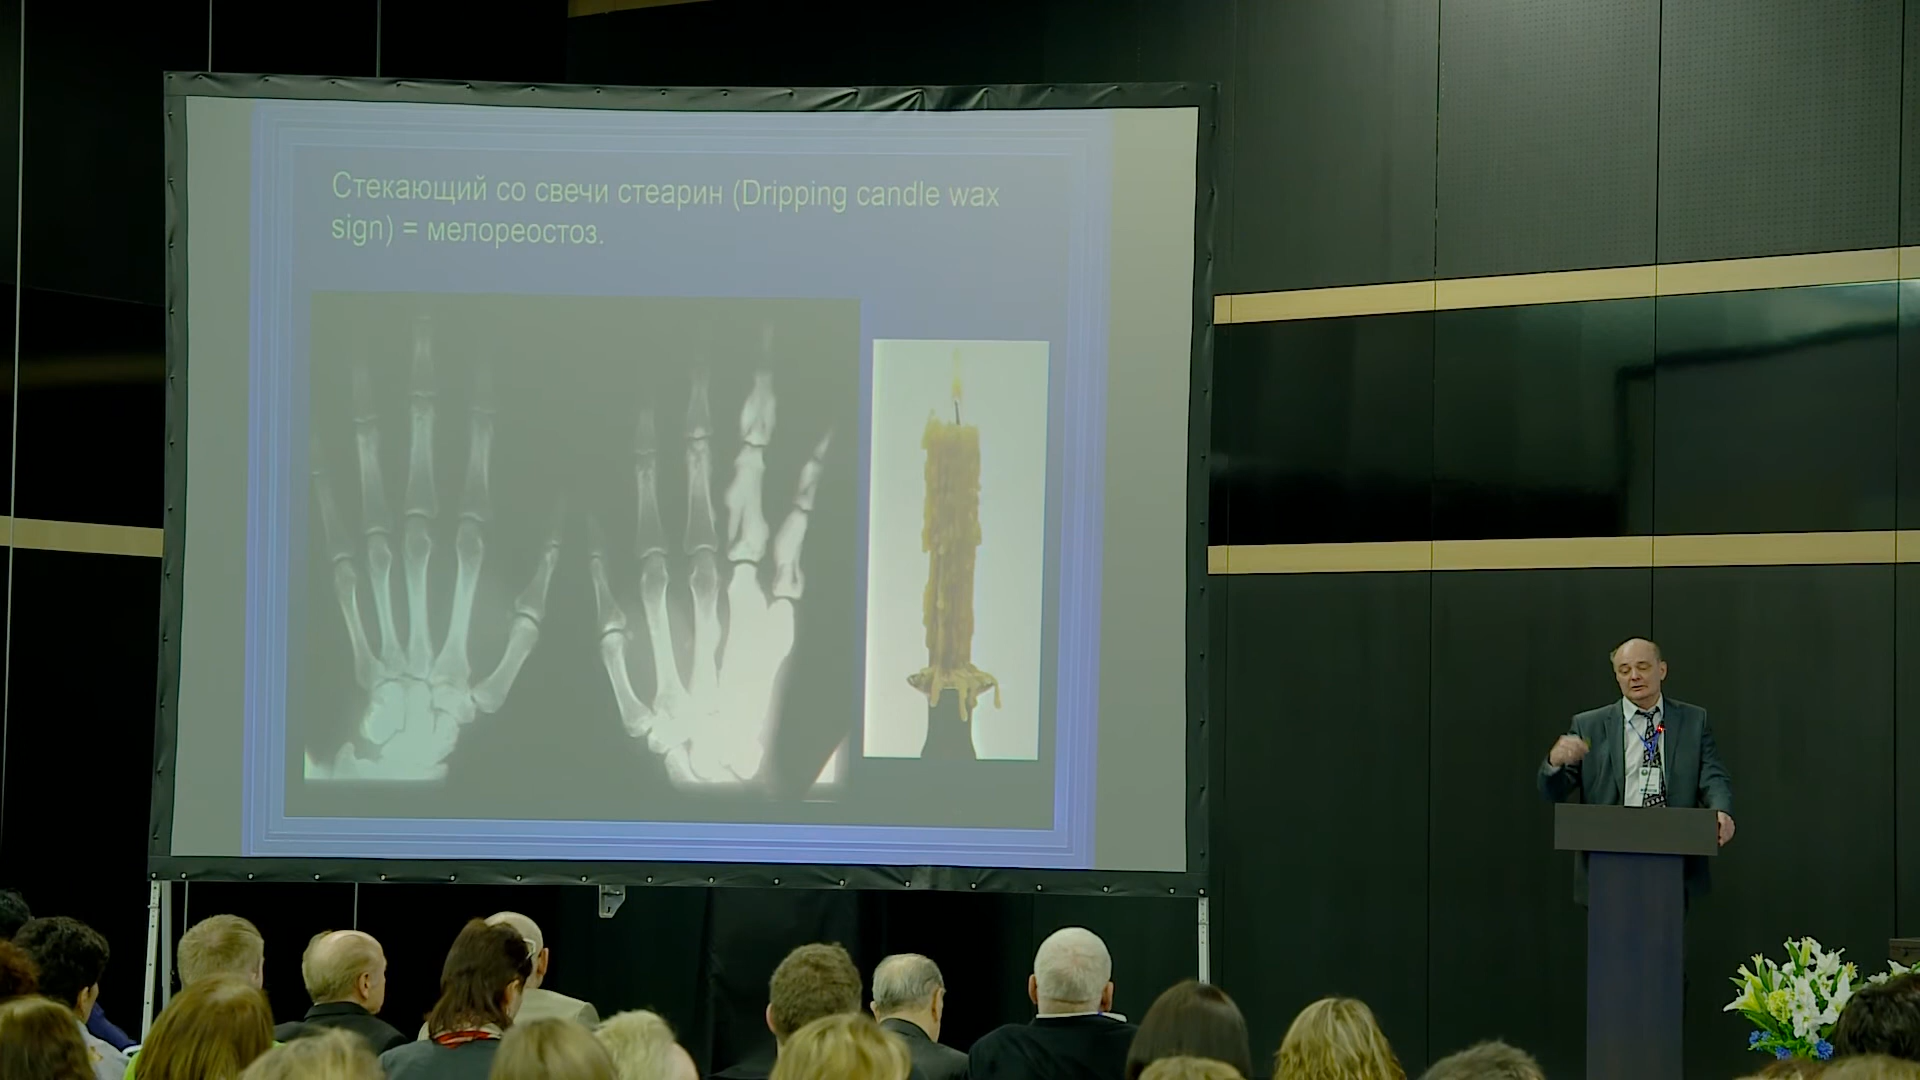 Стекающий со свечи стеарин (Dripping candle wax
sign) = мелореостоз.